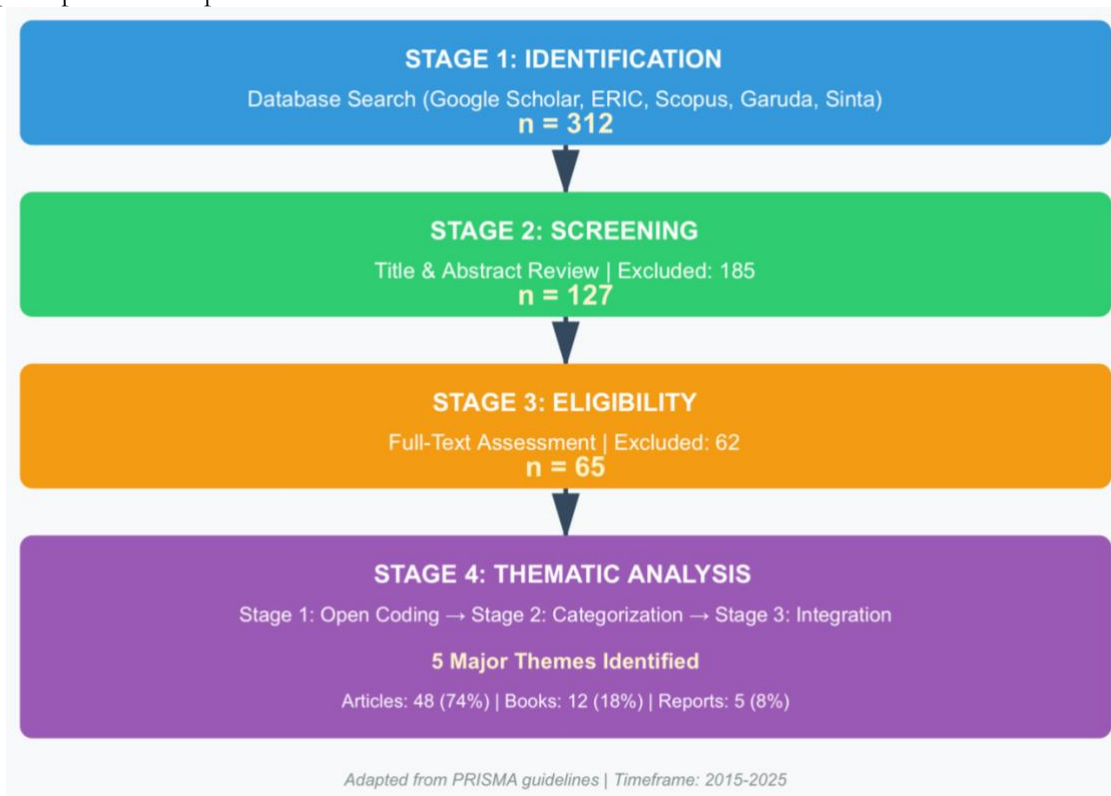 STAGE 1: IDENTIFICATION
Database Search (Google Scholar, ERIC, Scopus, Garuda, Sinta)
n = 312
STAGE 2: SCREENING
Title & Abstract Review | Excluded: 185
n = 127
STAGE 3: ELIGIBILITY
Full-Text Assessment | Excluded: 62
n = 65
STAGE 4: THEMATIC ANALYSIS
Stage 1: Open Coding → Stage 2: Categorization → Stage 3: Integration
5 Major Themes Identified
Articles: 48 (74%) | Books: 12 (18%) | Reports: 5 (8%)
Adapted from PRISMA guidelines | Timeframe: 2015-2025